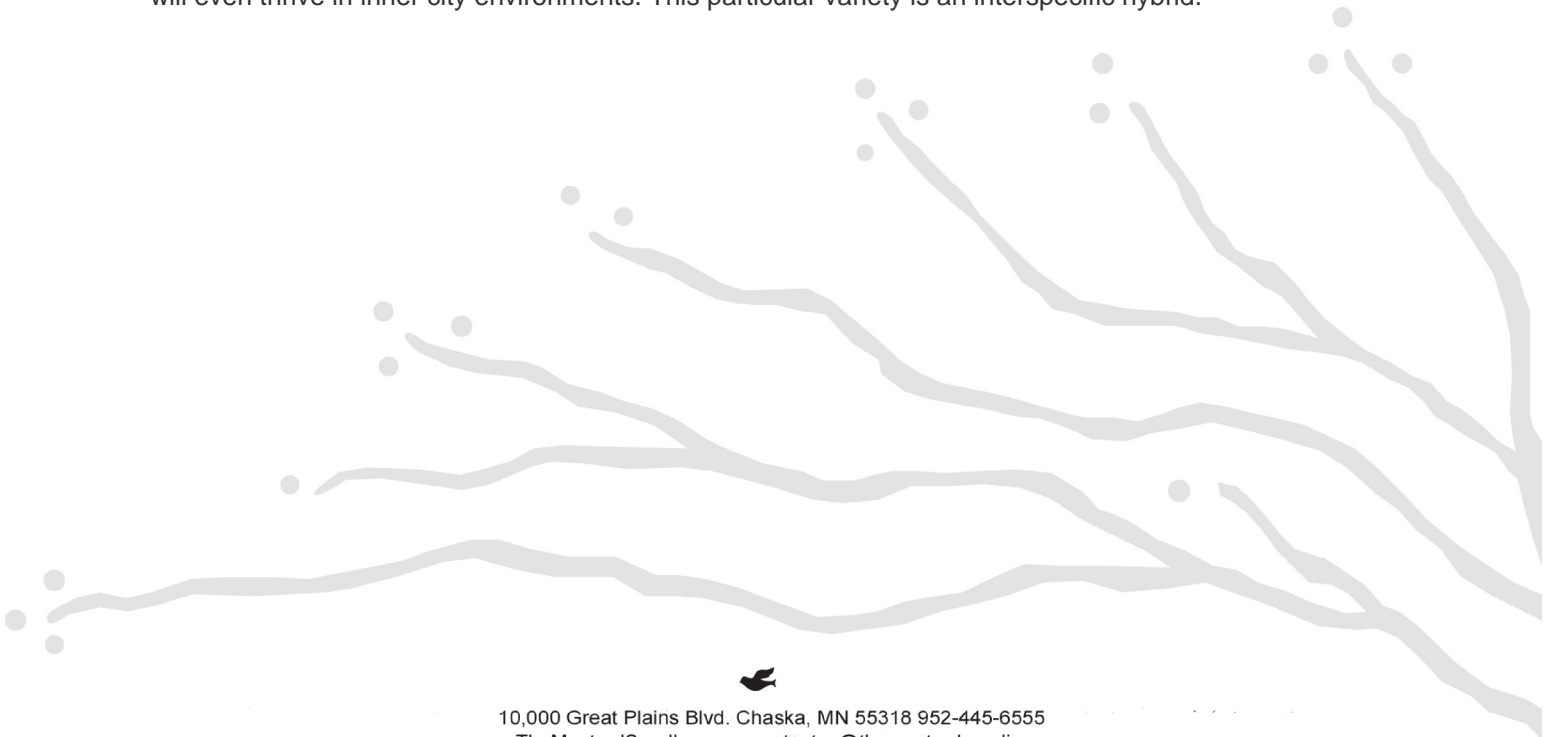 will even thrive in inner city environments. This particular variety is an interspecific hybrid.
10,000 Great Plains Blvd. Chaska, MN 55318 952-445-6555